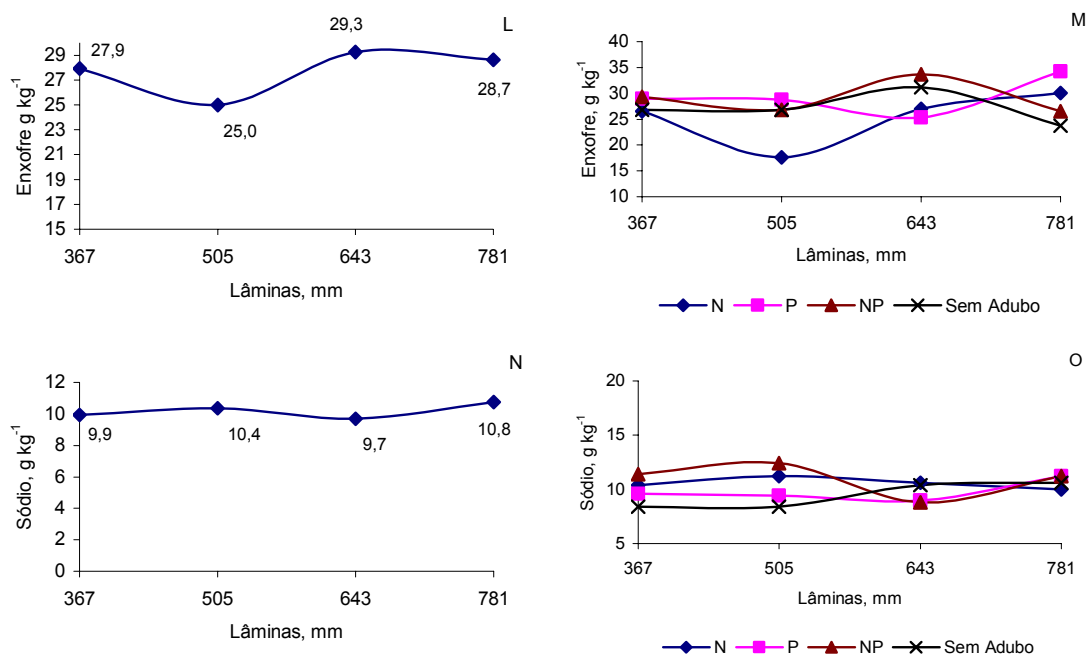 L
Enxofre g kg-1
29
27
25
23
21
19
17
15
27,9
25,0
29,3
28,7
367 505 643 781
Lâminas, mm
M
Enxofre, g kg-1
40
35
30
25
20
15
10
367 505 643 781
Lâminas, mm
N P NP Sem Adubo
N
Sódio, g kg-1
12
10
8
6
4
2
0
9,9
10,4
9,7
10,8
367 505 643 781
Lâminas, mm
O
Sódio, g kg-1
20
15
10
5
367 505 643 781
Lâminas, mm
N P NP Sem Adubo